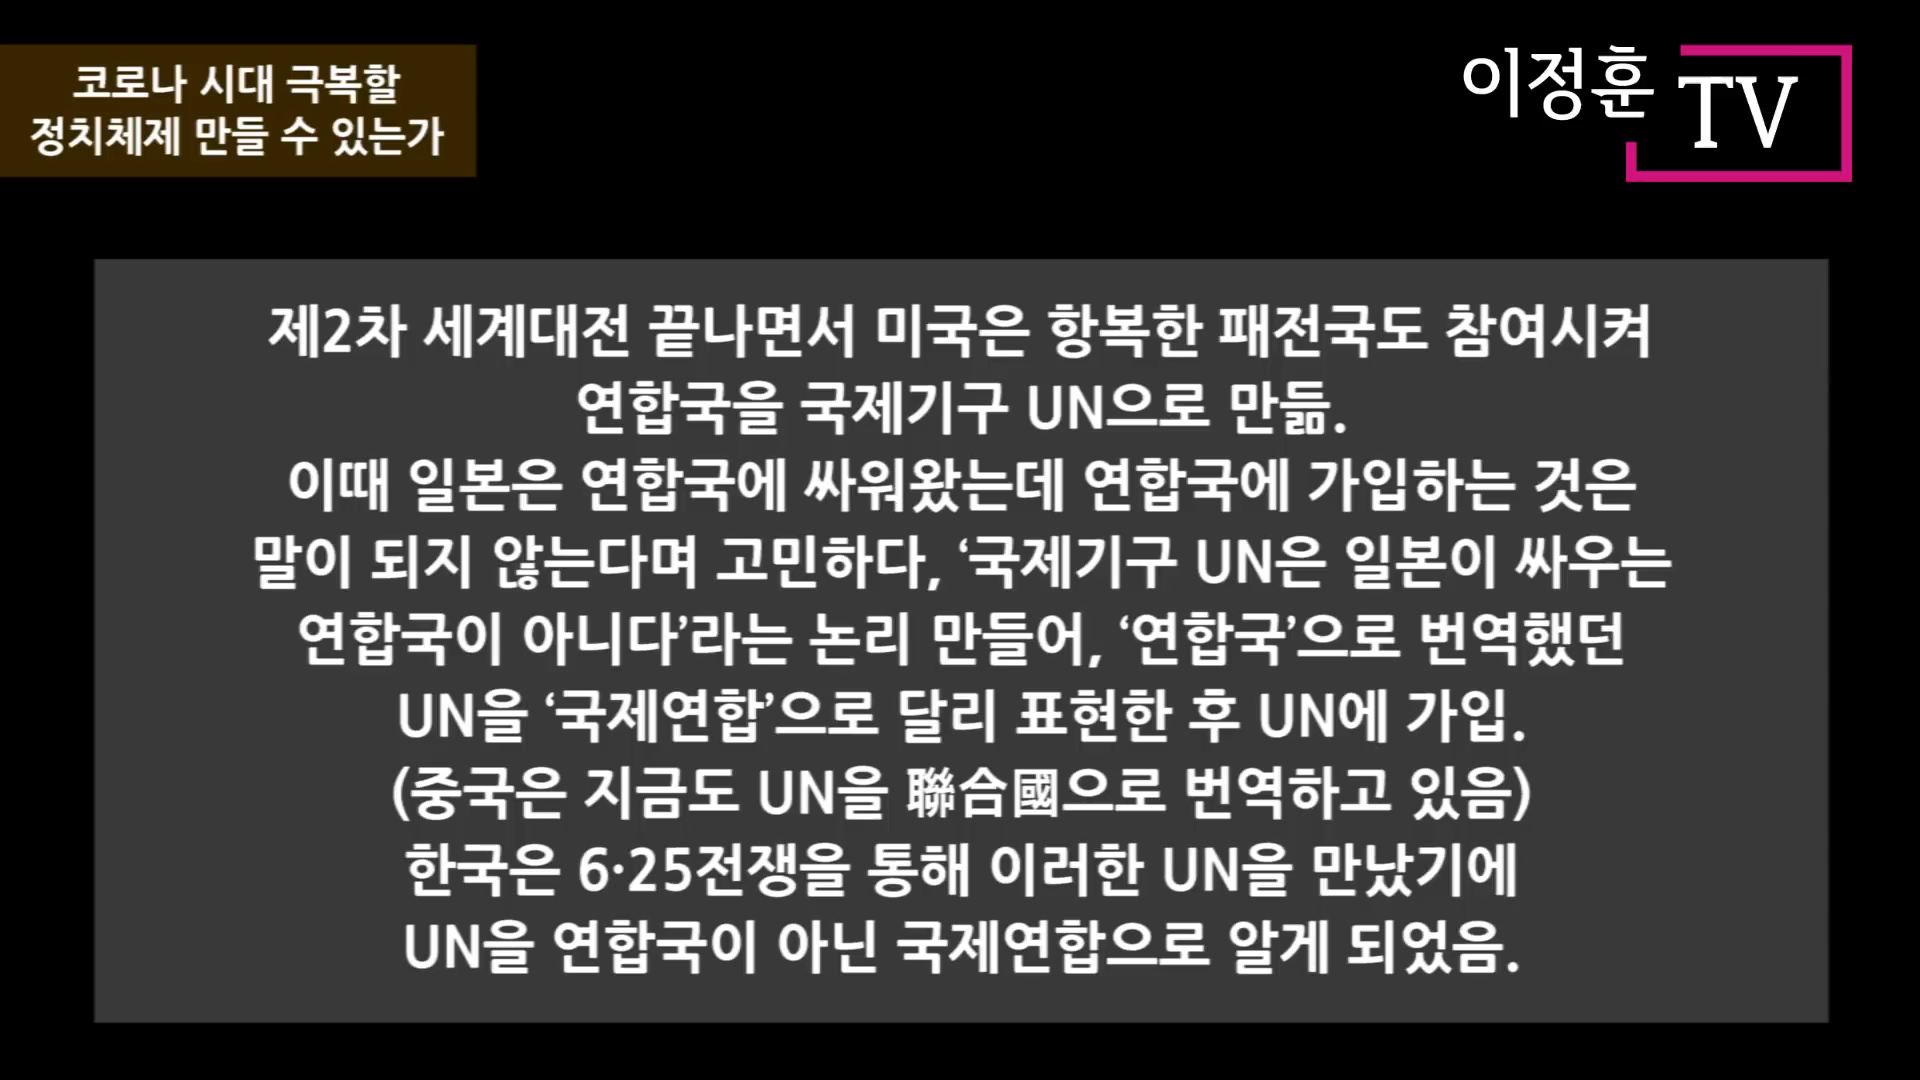 코로나 시대 극복할
정치체제 만들 수 있는가
이정훈 TV
제2차 세계대전 끝나면서 미국은 항복한 패전국도 참여시켜
연합국을 국제기구 UN으로 만듦.
이때 일본은 연합국에 싸워왔는데 연합국에 가입하는 것은
말이 되지 않는다며 고민하다, ‘국제기구 UN은 일본이 싸우는
연합국이 아니다’라는 논리 만들어, ‘연합국’으로 번역했던
UN을 ‘국제연합’으로 달리 표현한 후 UN에 가입.
(중국은 지금도 UN을 聯合國으로 번역하고 있음)
한국은 6·25전쟁을 통해 이러한 UN을 만났기에
UN을 연합국이 아닌 국제연합으로 알게 되었음.